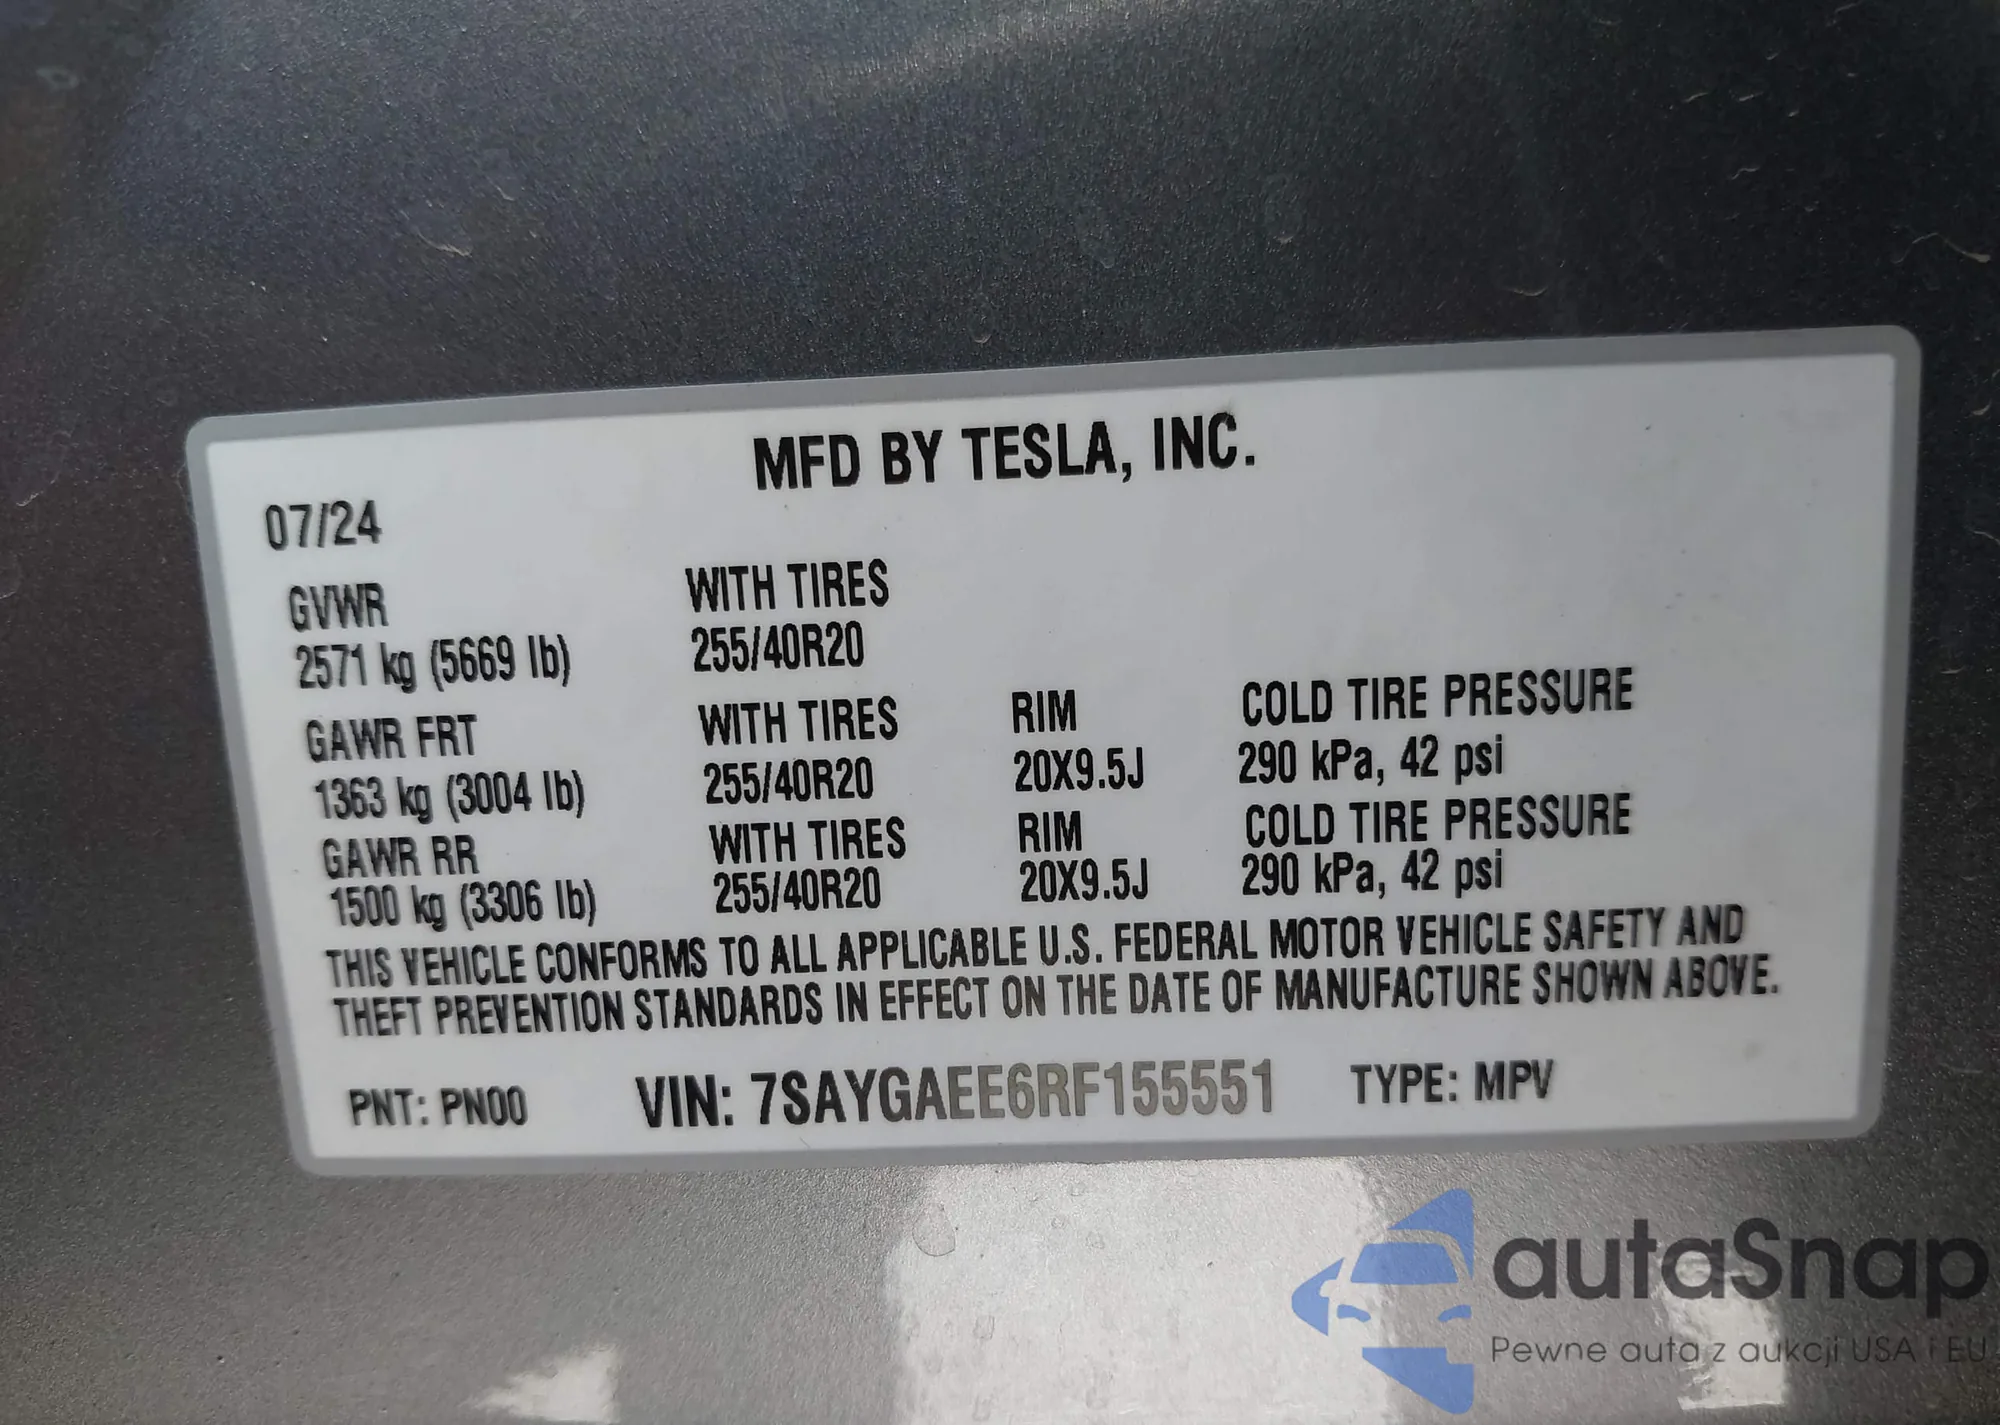 MFD BY TESLA, INC.
07/24
GVWR WITH TIRES
2571 kg (5669 lb) 255/40R20
GAWR FRT WITH TIRES RIM COLD TIRE PRESSURE
1363 kg (3004 lb) 255/40R20 20X9.5J 290 kPa, 42 psi
GAWR RR WITH TIRES RIM COLD TIRE PRESSURE
1500 kg (3306 lb) 255/40R20 20X9.5J 290 kPa, 42 psi
THIS VEHICLE CONFORMS TO ALL APPLICABLE U.S. FEDERAL MOTOR VEHICLE SAFETY AND
THEFT PREVENTION STANDARDS IN EFFECT ON THE DATE OF MANUFACTURE SHOWN ABOVE.
PNT: PN00 VIN: 7SAYGAEE6RF155551 TYPE: MPV
autaSnap
Pewne auta z aukcji USA i EU